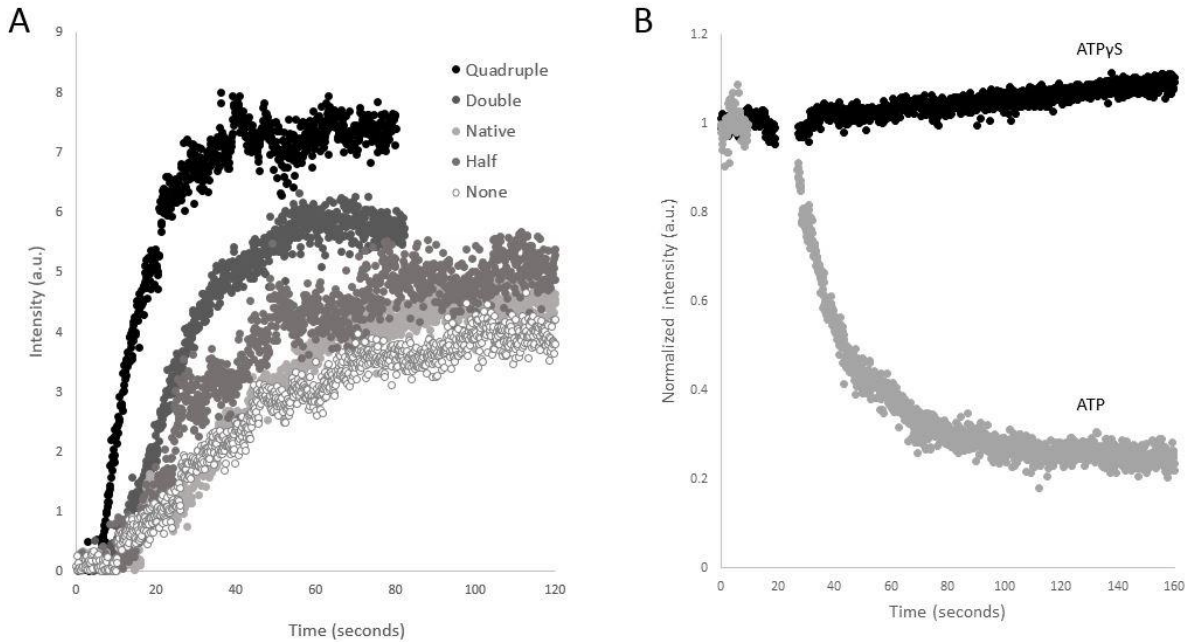 A
9
8
7
6
5
4
3
2
1
0
Intensity (a.u.)
0 20 40 60 80 100 120
Time (seconds)
Quadruple
Double
Native
Half
None
B
1.2
1
0.8
0.6
0.4
0.2
0
Normalized intensity (a.u.)
0 20 40 60 80 100 120 140 160
Time (seconds)
ATPγS
ATP